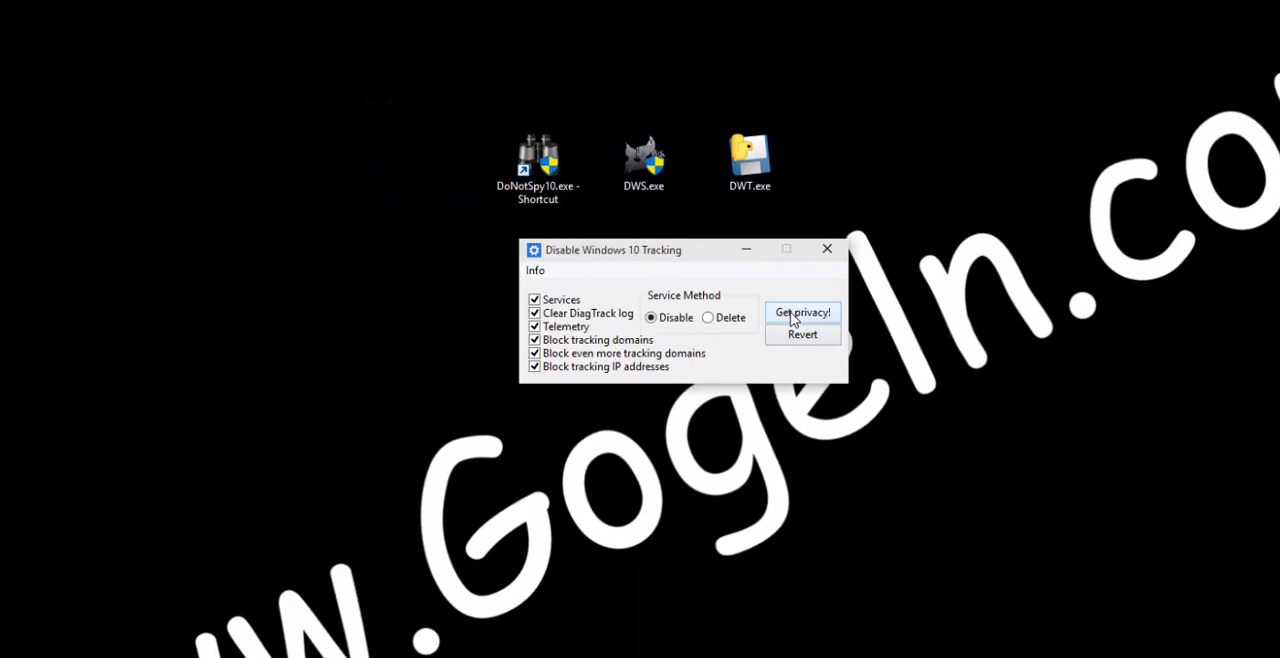 DoNotSpy10.exe -
Shortcut
DWS.exe
DWT.exe
Disable Windows 10 Tracking
Info
Services
Clear DiagTrack log
Telemetry
Block tracking domains
Block even more tracking domains
Block tracking IP addresses
Service Method
Disable
Delete
Get privacy!
Revert
w.Gogeln.co